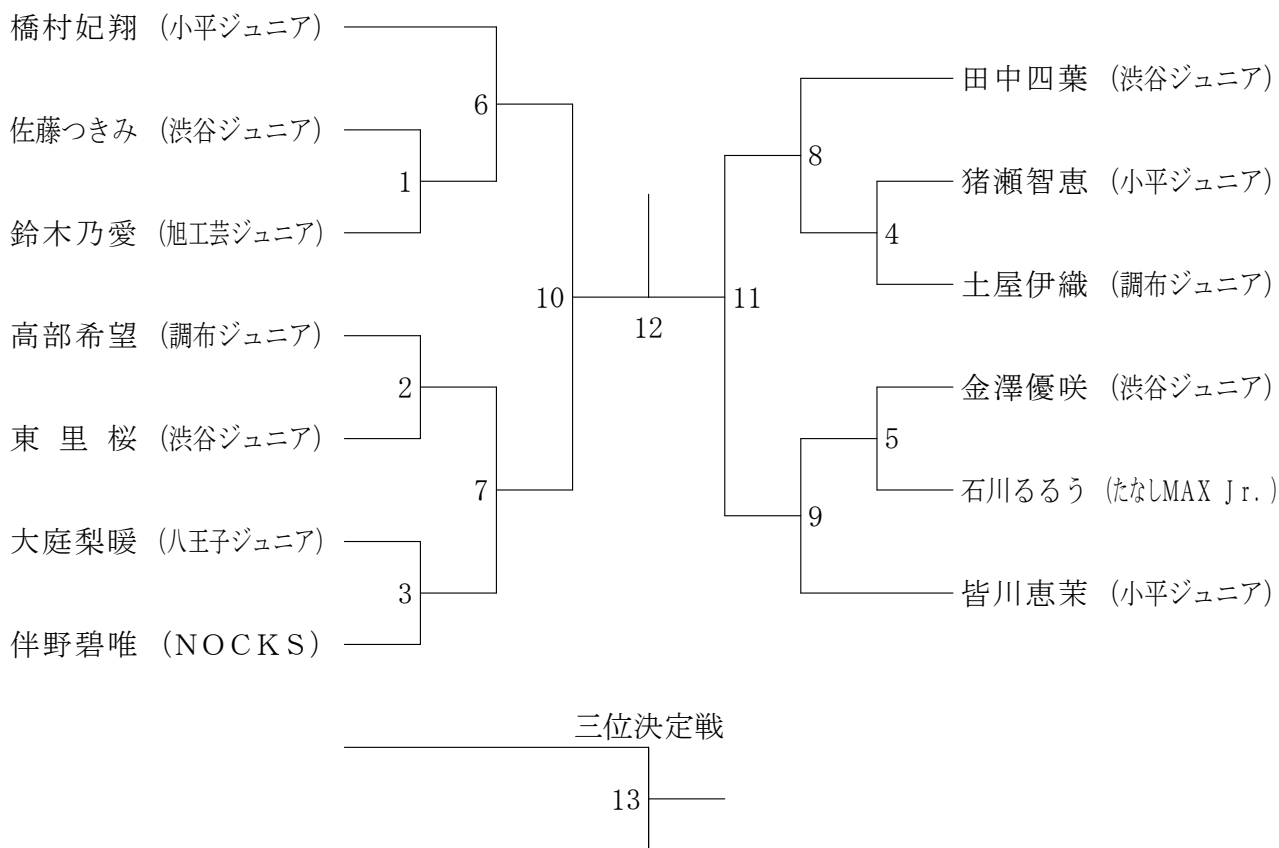 橋村妃翔 (小平ジュニア)
佐藤つきみ (渋谷ジュニア)
鈴木乃愛 (旭工芸ジュニア)
高部希望 (調布ジュニア)
東 里 桜 (渋谷ジュニア)
大庭梨暖 (八王子ジュニア)
伴野碧唯 (NOCKS)
6
1
2
7
3
10
12
11
田中四葉 (渋谷ジュニア)
猪瀬智恵 (小平ジュニア)
土屋伊織 (調布ジュニア)
金澤優咲 (渋谷ジュニア)
石川るるう (たなしMAX Jr.)
皆川恵茉 (小平ジュニア)
8
4
5
9
三位決定戦
13